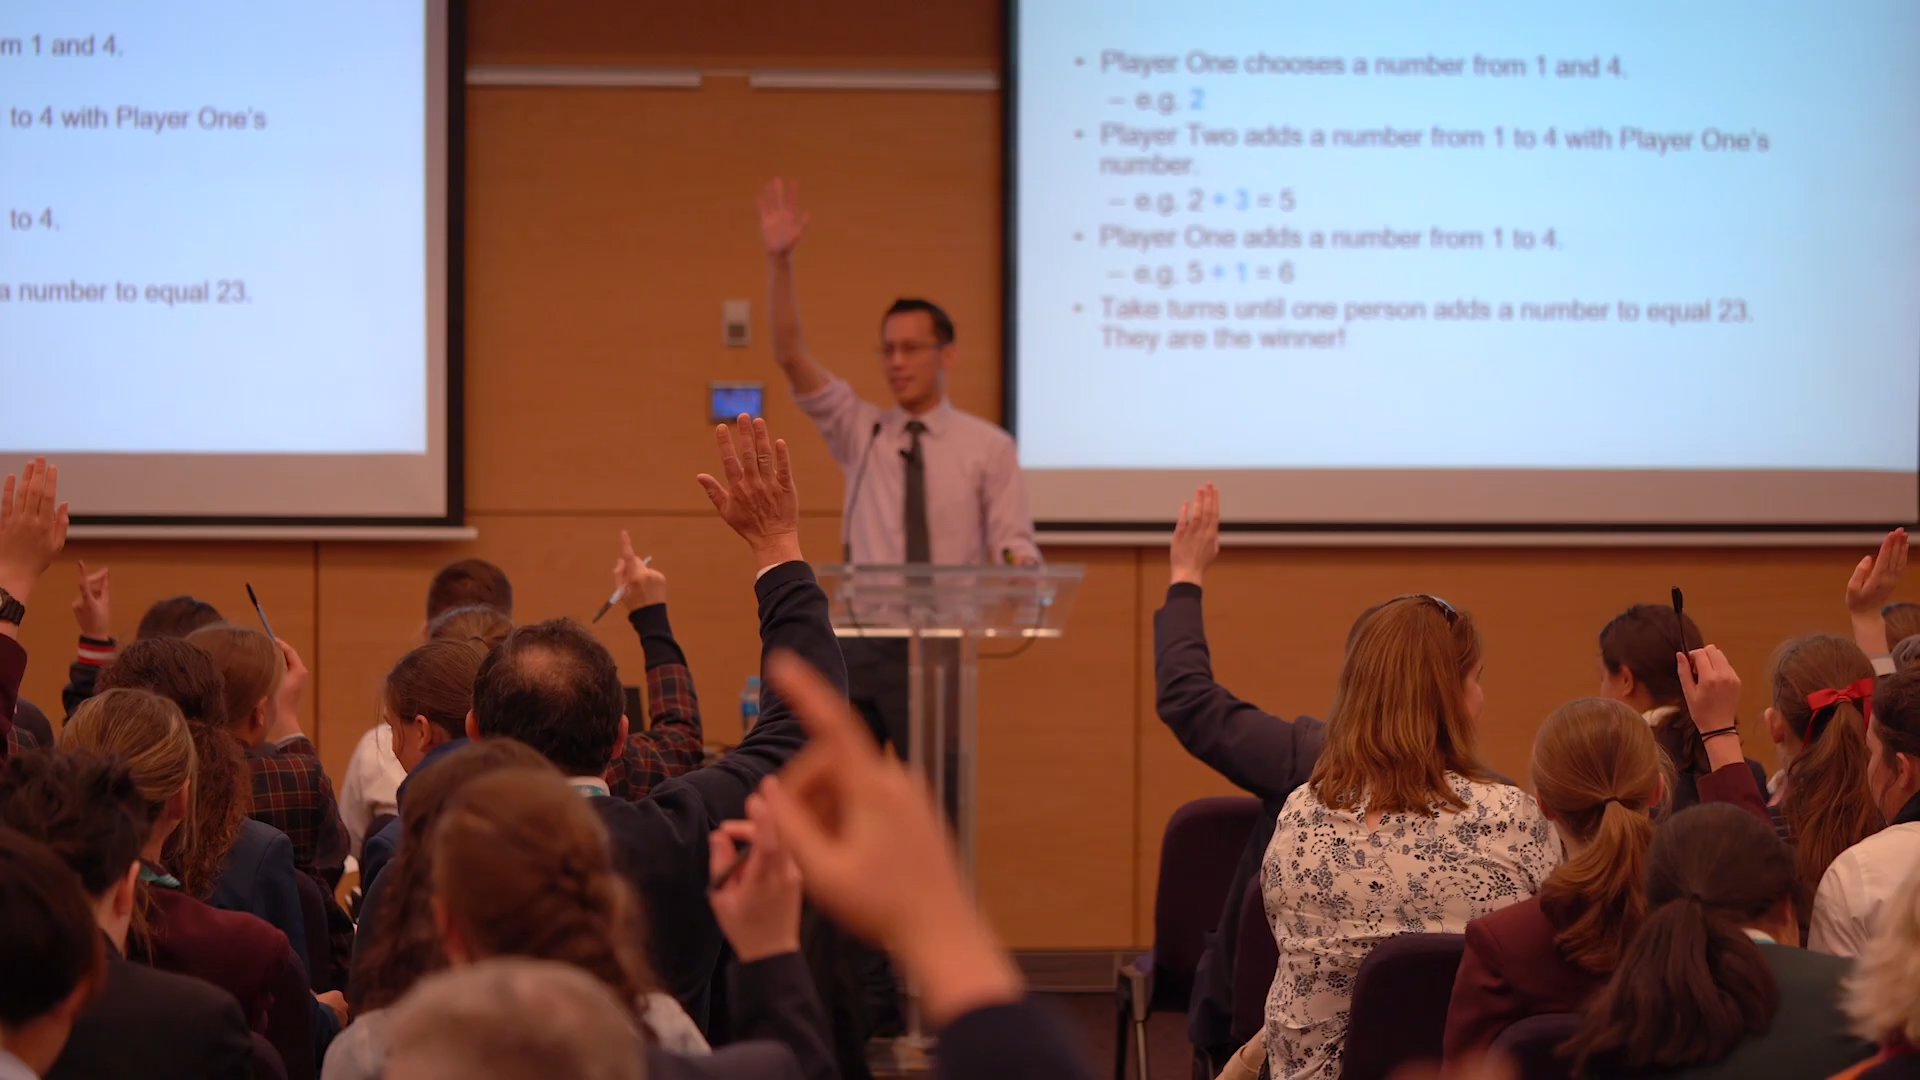 m 1 and 4.
to 4 with Player One's
to 4.
a number to equal 23.
• Player One chooses a number from 1 and 4.
– e.g. 2
• Player Two adds a number from 1 to 4 with Player One's
number.
– e.g. 2 + 3 = 5
• Player One adds a number from 1 to 4.
– e.g. 5 + 1 = 6
• Take turns until one person adds a number to equal 23.
They are the winner!